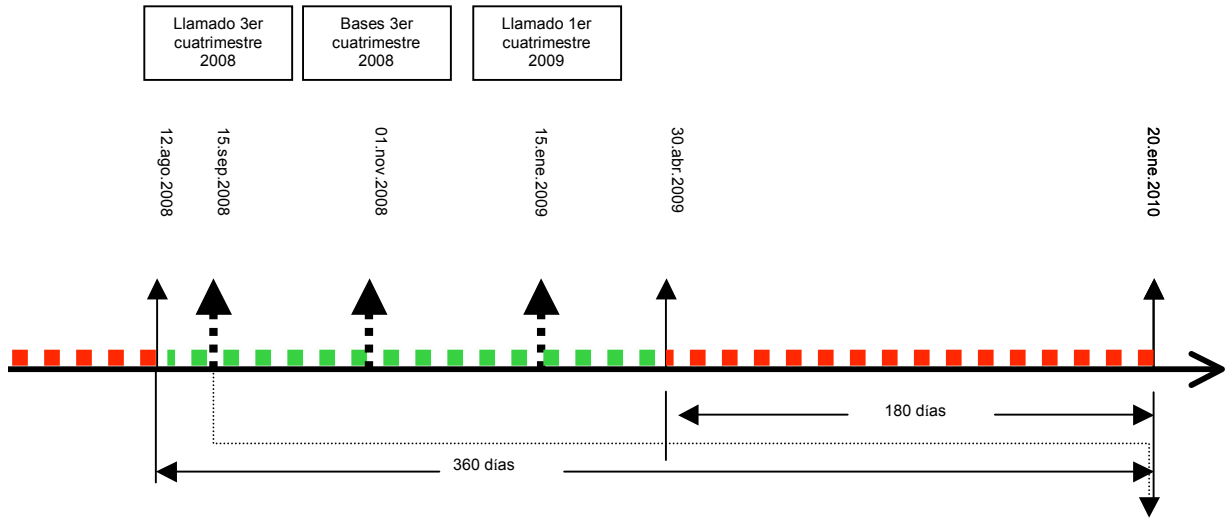 Llamado 3er
cuatrimestre
2008
Bases 3er
cuatrimestre
2008
Llamado 1er
cuatrimestre
2009
12.ago.2008
15.sep.2008
01.nov.2008
15.ene.2009
30.abr.2009
20.ene.2010
180 días
360 días